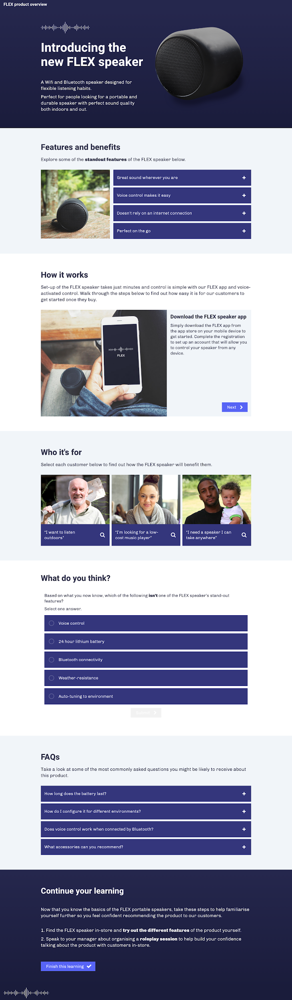 FLEX product overview
Introducing the
new FLEX speaker
A Wifi and Bluetooth speaker designed for
flexible listening habits.
Perfect for people looking for a portable and
durable speaker with perfect sound quality
both indoors and out.
Features and benefits
Explore some of the standout features of the FLEX speaker below.
Great sound wherever you are
Voice control makes it easy
Doesn't rely on an internet connection
Perfect on the go
How it works
Set-up of the FLEX speaker takes just minutes and control is simple with our FLEX app and voice-
activated control. Walk through the steps below to find out how easy it is for our customers to
get started once they buy.
FLEX
Download the FLEX speaker app
Simply download the FLEX app from
the app store on your mobile device to
get started. Complete the registration
to set up an account that will allow you
to control your speaker from any
device.
Next
Who it's for
Select each customer below to find out how the FLEX speaker will benefit them.
"I want to listen
outdoors"
"I'm looking for a low-
cost music player"
"I need a speaker I can
take anywhere"
What do you think?
Based on what you now know, which of the following isn't one of the FLEX speaker's stand-out
features?
Select one answer.
Voice control
24 hour lithium battery
Bluetooth connectivity
Weather-resistance
Auto-tuning to environment
Submit
FAQs
Take a look at some of the most commonly asked questions you might be likely to receive about
this product.
How long does the battery last?
How do I configure it for different environments?
Does voice control work when connected by Bluetooth?
What accessories can you recommend?
Continue your learning
Now that you know the basics of the FLEX portable speakers, take these steps to help familiarise
yourself further so you feel confident recommending the product to our customers.
1. Find the FLEX speaker in-store and try out the different features of the product yourself.
2. Speak to your manager about organising a roleplay session to help build your confidence
talking about the product with customers in-store.
Finish this learning